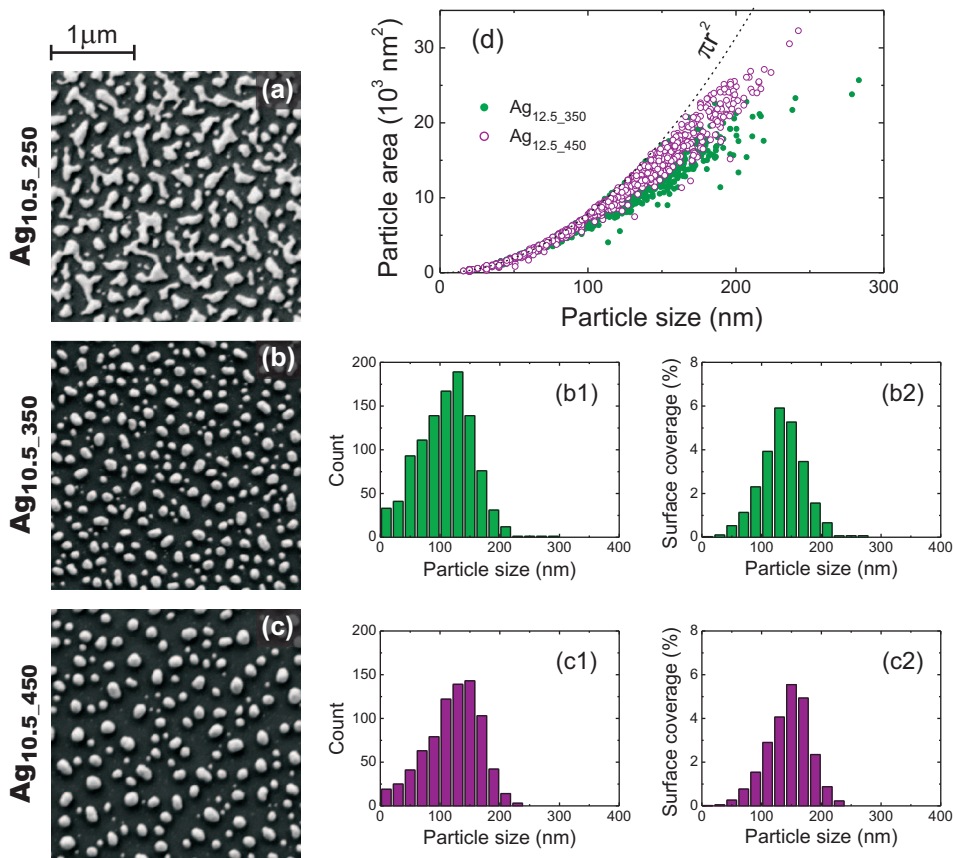 1μm
(a)
Ag10.5_250
(b)
Ag10.5_350
(c)
Ag10.5_450
(d)
πr²
Ag12.5_350
Ag12.5_450
Particle area (10³ nm²)
30
20
10
0
0 100 200 300
Particle size (nm)
(b1)
Count
200
150
100
50
0
0 100 200 300 400
Particle size (nm)
(b2)
Surface coverage (%)
8
6
4
2
0
0 100 200 300 400
Particle size (nm)
(c1)
Count
200
150
100
50
0
0 100 200 300 400
Particle size (nm)
(c2)
Surface coverage (%)
8
6
4
2
0
0 100 200 300 400
Particle size (nm)